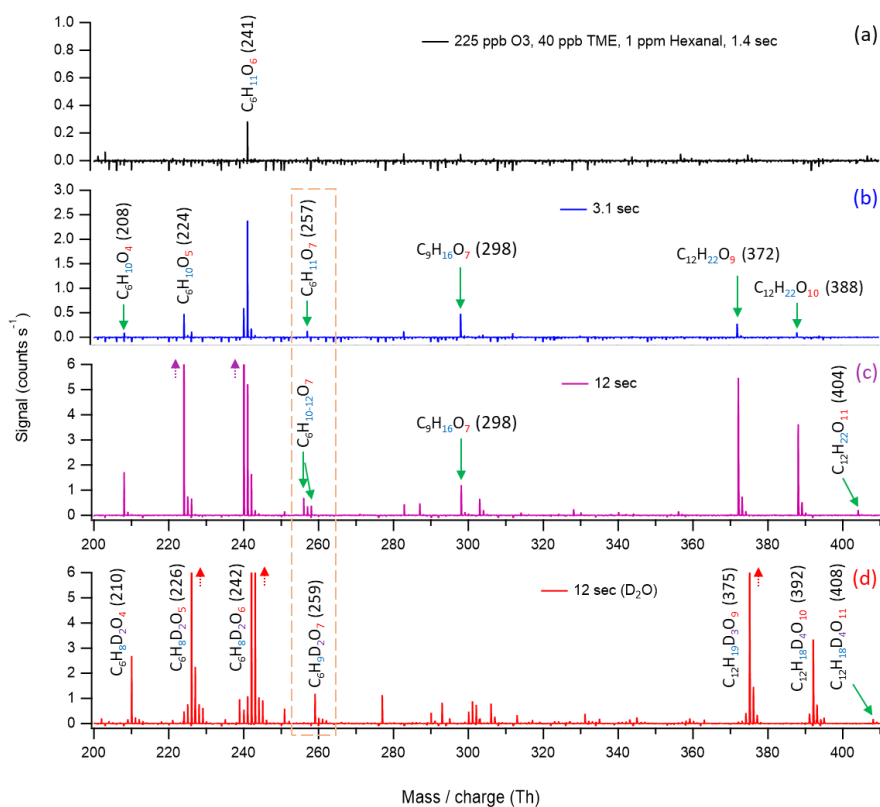 225 ppb O3, 40 ppb TME, 1 ppm Hexanal, 1.4 sec
(a)
C₆H₁₁O₆ (241)
1.0
0.8
0.6
0.4
0.2
0.0
3.1 sec
(b)
C₆H₁₀O₄ (208)
C₆H₁₀O₅ (224)
C₆H₁₁O₇ (257)
C₉H₁₆O₇ (298)
C₁₂H₂₂O₉ (372)
C₁₂H₂₂O₁₀ (388)
3.0
2.5
2.0
1.5
1.0
0.5
0.0
12 sec
(c)
C₆H₁₀₋₁₂O₇
C₉H₁₆O₇ (298)
C₁₂H₂₂O₁₁ (404)
6
5
4
3
2
1
0
200 220 240 260 280 300 320 340 360 380 400
12 sec (D₂O)
(d)
C₆H₈D₂O₄ (210)
C₆H₈D₂O₅ (226)
C₆H₈D₂O₆ (242)
C₆H₉D₂O₇ (259)
C₁₂H₁₉D₃O₉ (375)
C₁₂H₁₈D₄O₁₀ (392)
C₁₂H₁₈D₄O₁₁ (408)
6
5
4
3
2
1
0
200 220 240 260 280 300 320 340 360 380 400
Signal (counts s⁻¹)
Mass / charge (Th)